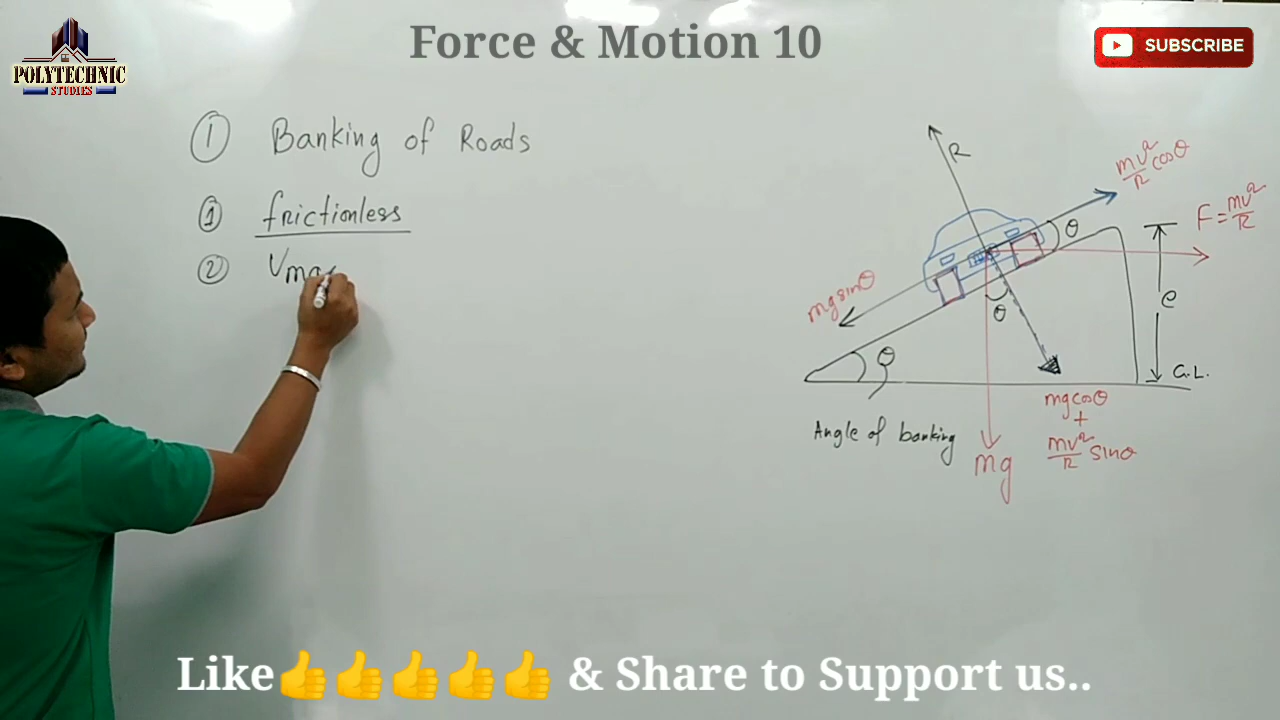 Force & Motion 10
POLYTECHNIC
STUDIES
SUBSCRIBE
① Banking of Roads
① frictionless
② Vmax
R
mv²/R cosθ
F = mv²/R
θ
mg sinθ
θ
e
θ
G.L.
Angle of banking
mg
mg cosθ
+
mv²/R sinθ
Like👍👍👍👍👍 & Share to Support us..